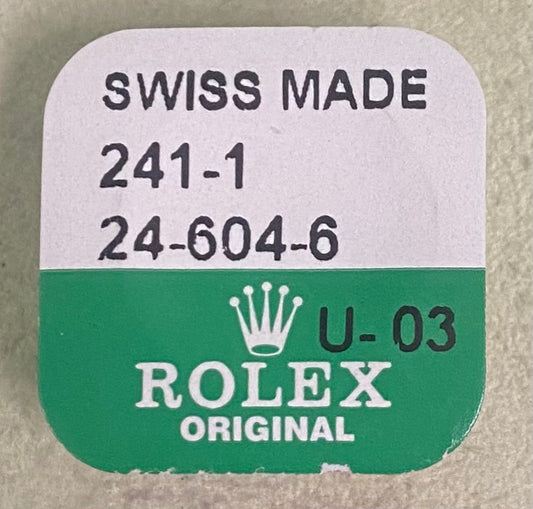 SWISS MADE
241-1
24-604-6
U- 03
ROLEX
ORIGINAL